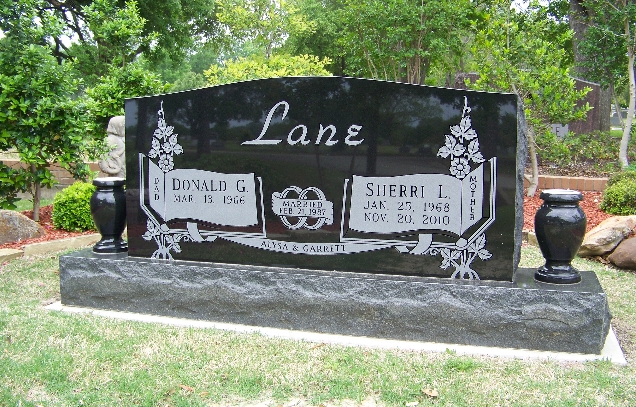 Lane
DAD
DONALD G.
MAR. 13. 1966
MARRIED
FEB. 21. 1987
SHERRI L.
JAN. 25, 1968
NOV. 20, 2010
MOTHER
ALYSA & GARRETT